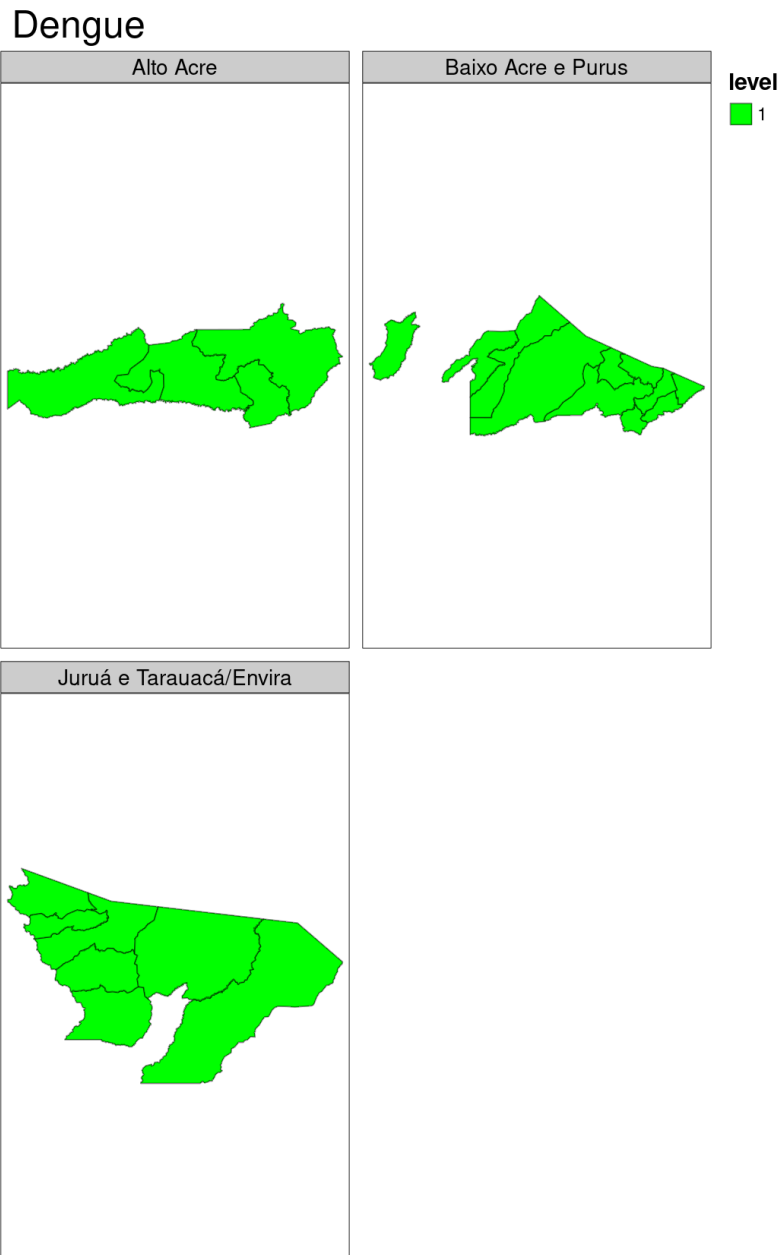 Dengue
Alto Acre
Baixo Acre e Purus
level
1
Juruá e Tarauacá/Envira